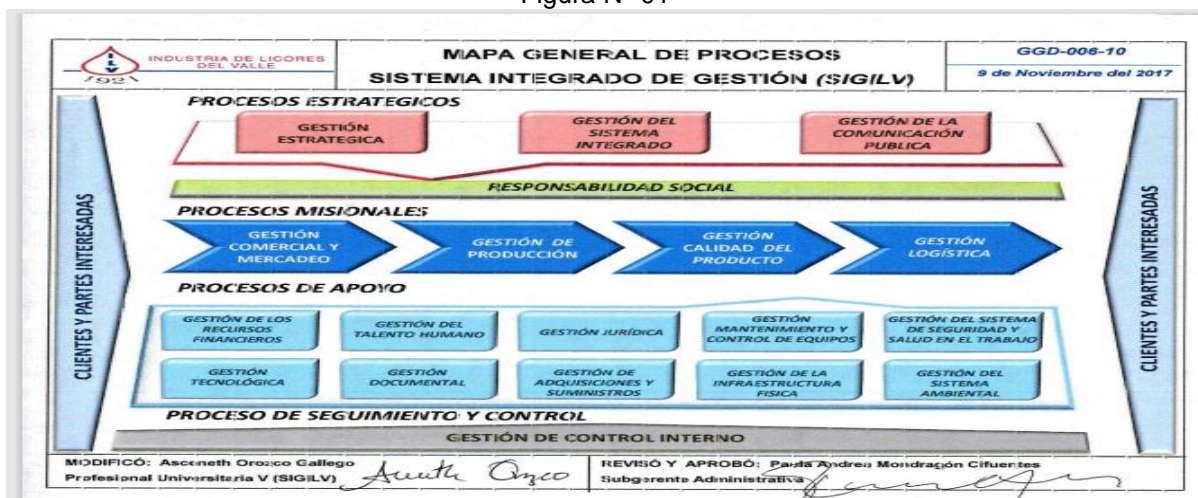 Figura N° 01
1921
INDUSTRIA DE LICORES
DEL VALLE
MAPA GENERAL DE PROCESOS
SISTEMA INTEGRADO DE GESTIÓN (SIGILV)
GGD-006-10
9 de Noviembre del 2017
CLIENTES Y PARTES INTERESADAS
PROCESOS ESTRATEGICOS
GESTIÓN
ESTRATEGICA
GESTIÓN DEL
SISTEMA
INTEGRADO
GESTIÓN DE LA
COMUNICACIÓN
PUBLICA
RESPONSABILIDAD SOCIAL
PROCESOS MISIONALES
GESTIÓN
COMERCIAL Y
MERCADEO
GESTIÓN DE
PRODUCCIÓN
GESTIÓN
CALIDAD DEL
PRODUCTO
GESTIÓN
LOGÍSTICA
PROCESOS DE APOYO
GESTIÓN DE LOS
RECURSOS
FINANCIEROS
GESTIÓN DEL
TALENTO HUMANO
GESTIÓN JURÍDICA
GESTIÓN
MANTENIMIENTO Y
CONTROL DE EQUIPOS
GESTIÓN DEL SISTEMA
DE SEGURIDAD Y
SALUD EN EL TRABAJO
GESTIÓN
TECNOLÓGICA
GESTIÓN
DOCUMENTAL
GESTIÓN DE
ADQUISICIONES Y
SUMINISTROS
GESTIÓN DE LA
INFRAESTRUCTURA
FISICA
GESTIÓN DEL
SISTEMA
AMBIENTAL
PROCESO DE SEGUIMIENTO Y CONTROL
GESTIÓN DE CONTROL INTERNO
CLIENTES Y PARTES INTERESADAS
MODIFICÓ: Asceneth Orozco Gallego
Profesional Universitaria V (SIGILV)
REVISÓ Y APROBÓ: Paula Andrea Mondragón Cifuentes
Subgerente Administrativa